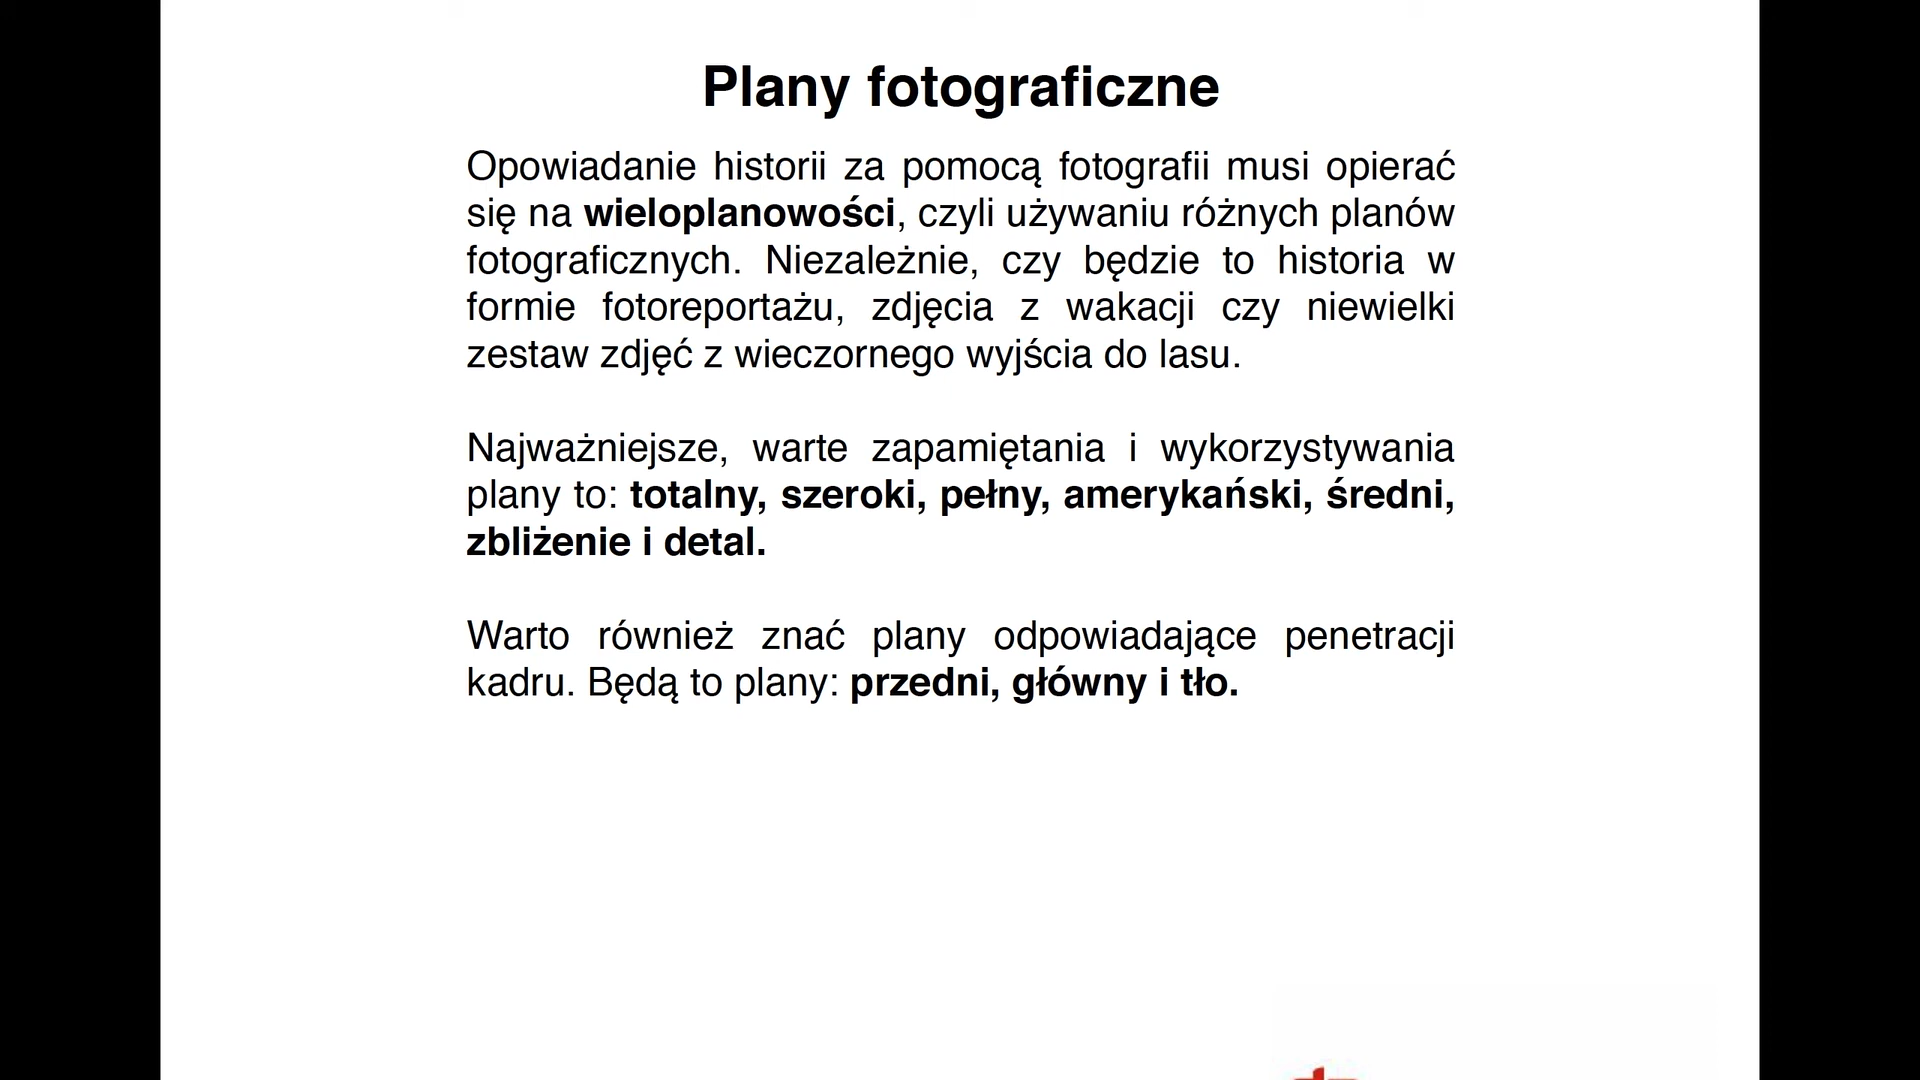 Plany fotograficzne
Opowiadanie historii za pomocą fotografii musi opierać
się na wieloplanowości, czyli używaniu różnych planów
fotograficznych. Niezależnie, czy będzie to historia w
formie fotoreportażu, zdjęcia z wakacji czy niewielki
zestaw zdjęć z wieczornego wyjścia do lasu.
Najważniejsze, warte zapamiętania i wykorzystywania
plany to: totalny, szeroki, pełny, amerykański, średni,
zbliżenie i detal.
Warto również znać plany odpowiadające penetracji
kadru. Będą to plany: przedni, główny i tło.